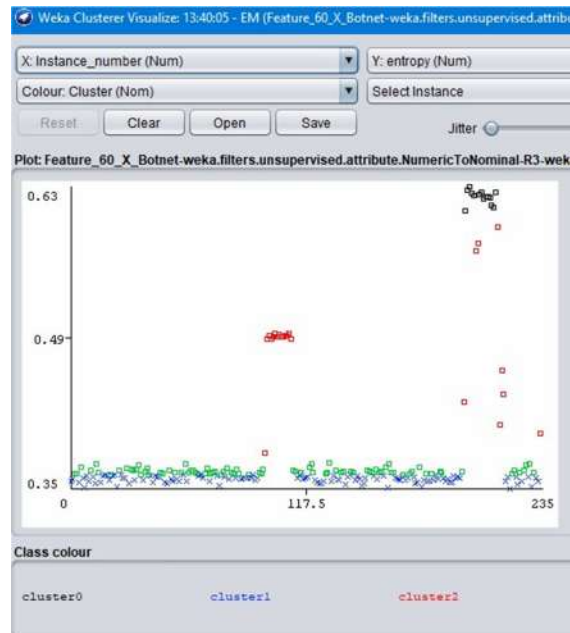 Weka Clusterer Visualize: 13:40:05 - EM (Feature_60_X_Botnet-weka.filters.unsupervised.attribu
X: Instance_number (Num) Y: entropy (Num)
Colour: Cluster (Nom) Select Instance
Reset Clear Open Save Jitter
Plot: Feature_60_X_Botnet-weka.filters.unsupervised.attribute.NumericToNominal-R3-wek
0.63
0.49
0.35
0 117.5 235
Class colour
cluster0 cluster1 cluster2